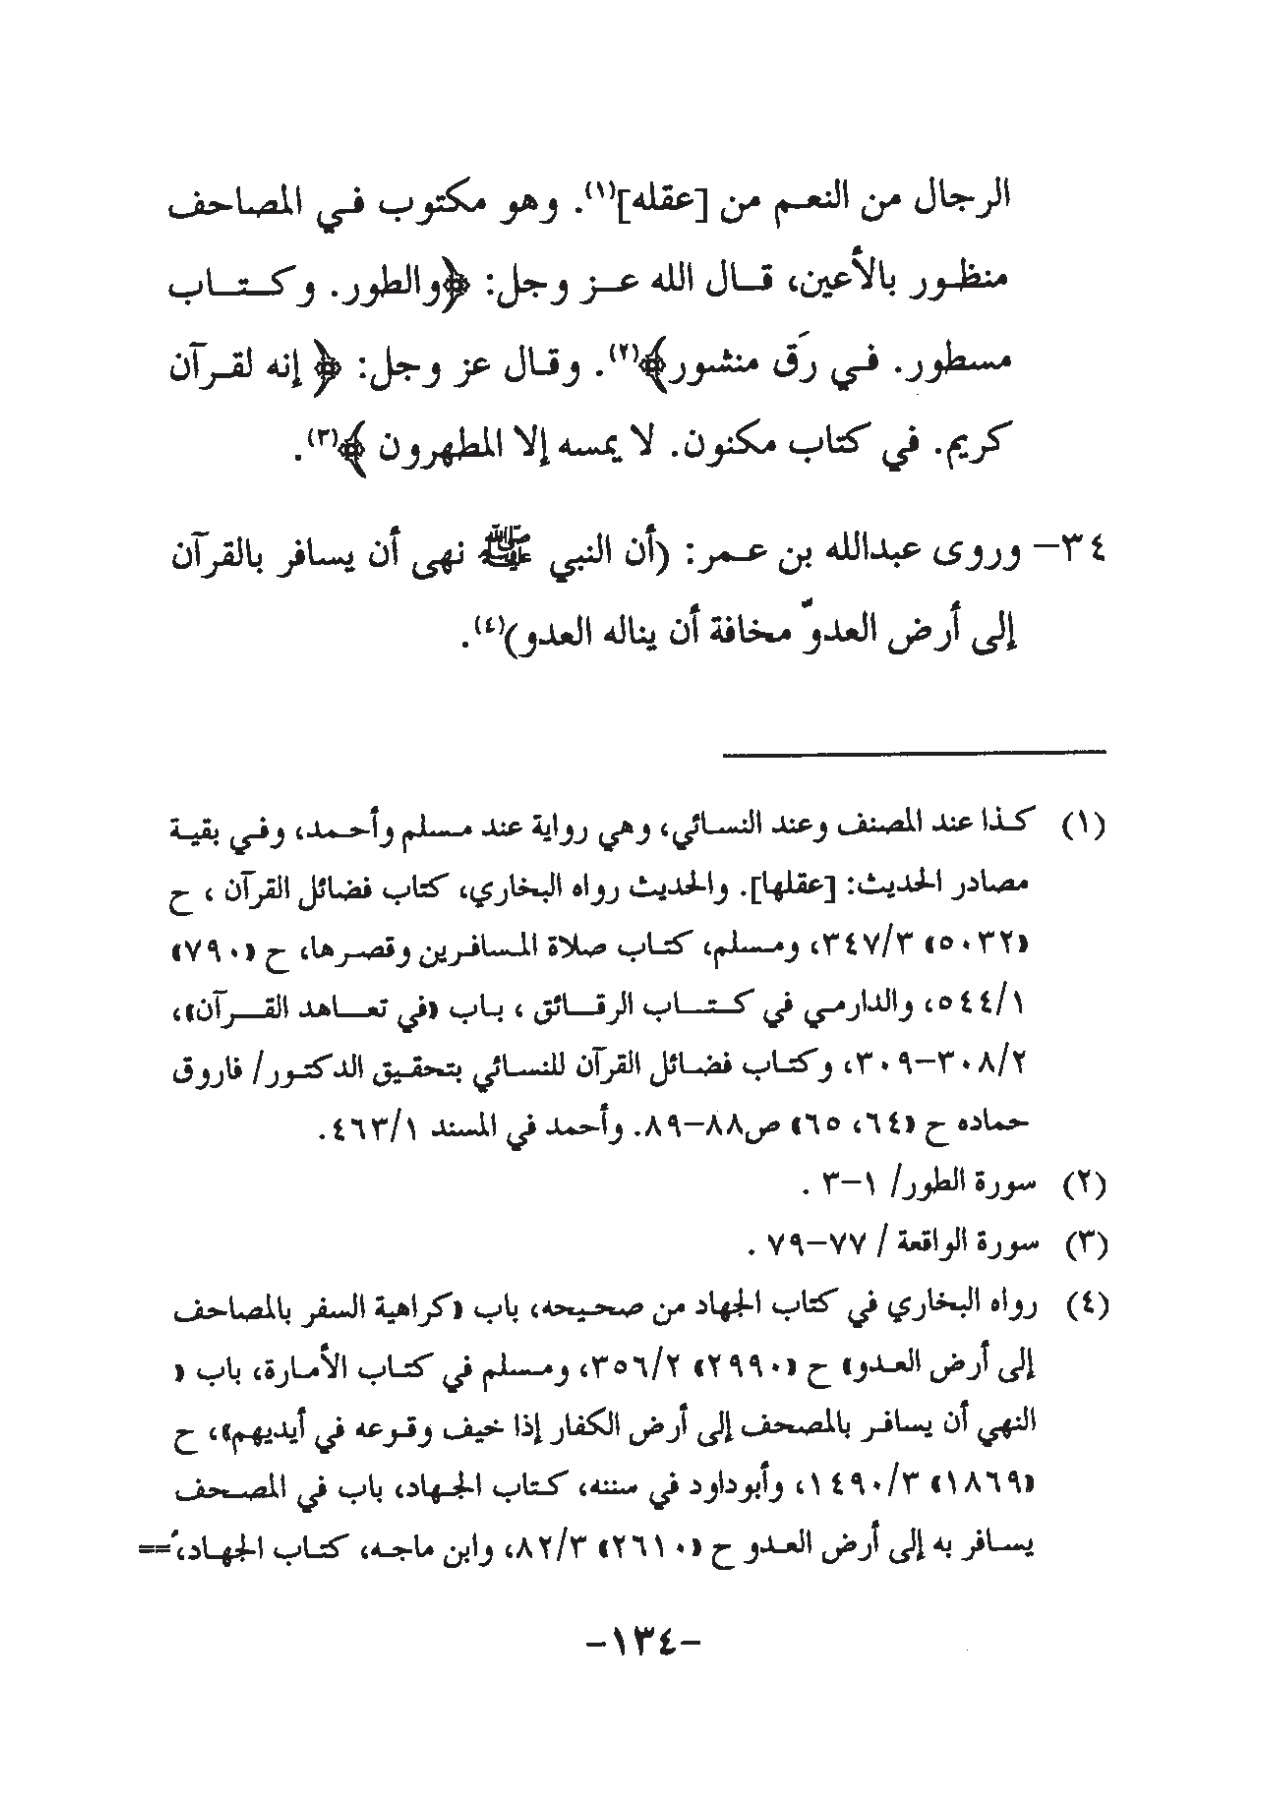 الرجال من النعم من [عقله](١). وهو مكتوب في المصاحف
منظور بالأعين، قال الله عز وجل: ﴿والطور. وكتاب
مسطور. في رَق منشور﴾(٢). وقال عز وجل: ﴿ إنه لقرآن
كريم. في كتاب مكنون. لا يمسه إلا المطهرون ﴾(٣).
٣٤- وروى عبدالله بن عمر: (أن النبي ﷺ نهى أن يسافر بالقرآن
إلى أرض العدوّ مخافة أن يناله العدو)(٤).
(١) كذا عند المصنف وعند النسائي، وهي رواية عند مسلم وأحمد، وفي بقية
مصادر الحديث: [عقلها]. والحديث رواه البخاري، كتاب فضائل القرآن ، ح
«٥٠٣٢» ٣٤٧/٣، ومسلم، كتاب صلاة المسافرين وقصرها، ح «٧٩٠»
٥٤٤/١، والدارمي في كتاب الرقائق ، باب «في تعاهد القرآن»،
٣٠٨/٢-٣٠٩، وكتاب فضائل القرآن للنسائي بتحقيق الدكتور/ فاروق
حماده ح «٦٤، ٦٥» ص٨٨-٨٩. وأحمد في المسند ٤٦٣/١.
(٢) سورة الطور/ ١-٣ .
(٣) سورة الواقعة / ٧٧-٧٩ .
(٤) رواه البخاري في كتاب الجهاد من صحيحه، باب «كراهية السفر بالمصاحف
إلى أرض العدو» ح «٢٩٩٠» ٣٥٦/٢، ومسلم في كتاب الأمارة، باب «
النهي أن يسافر بالمصحف إلى أرض الكفار إذا خيف وقوعه في أيديهم»، ح
«١٨٦٩» ١٤٩٠/٣، وأبوداود في سننه، كتاب الجهاد، باب في المصحف
يسافر به إلى أرض العدو ح «٢٦١٠» ٨٢/٣، وابن ماجه، كتاب الجهاد،==
-١٣٤-